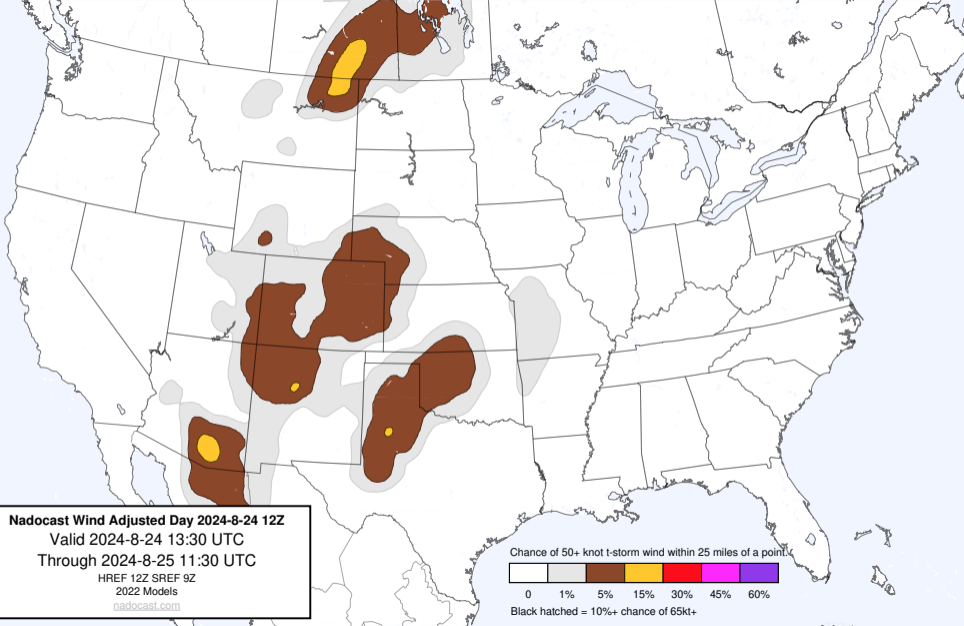 Nadocast Wind Adjusted Day 2024-8-24 12Z
Valid 2024-8-24 13:30 UTC
Through 2024-8-25 11:30 UTC
HREF 12Z SREF 9Z
2022 Models
nadocast.com
Chance of 50+ knot t-storm wind within 25 miles of a point.
0 1% 5% 15% 30% 45% 60%
Black hatched = 10%+ chance of 65kt+